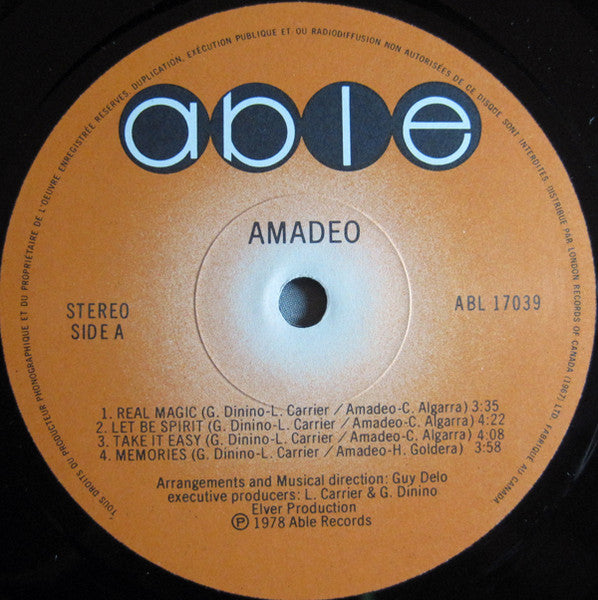 TOUS DROITS DU PRODUCTEUR PHONOGRAPHIQUE ET DU PROPRIÉTAIRE DE L'OEUVRE ENREGISTRÉE RESERVÉS. DUPLICATION, EXÉCUTION PUBLIQUE ET OU RADIODIFFUSION NON AUTORISÉES DE CE DISQUE SONT INTERDITES. DISTRIBUÉ PAR LONDON RECORDS OF CANADA (1967) LTD. FABRIQUÉ AU CANADA
able
AMADEO
STEREO
SIDE A
ABL 17039
1. REAL MAGIC (G. Dinino-L. Carrier / Amadeo-C. Algarra) 3:35
2. LET BE SPIRIT (G. Dinino-L. Carrier / Amadeo-C. Algarra) 4:22
3. TAKE IT EASY (G. Dinino-L. Carrier / Amadeo-C. Algarra) 4:08
4. MEMORIES (G. Dinino-L. Carrier / Amadeo-H. Goldera) 3:58
Arrangements and Musical direction: Guy Delo
executive producers: L. Carrier & G. Dinino
Elver Production
Ⓟ 1978 Able Records